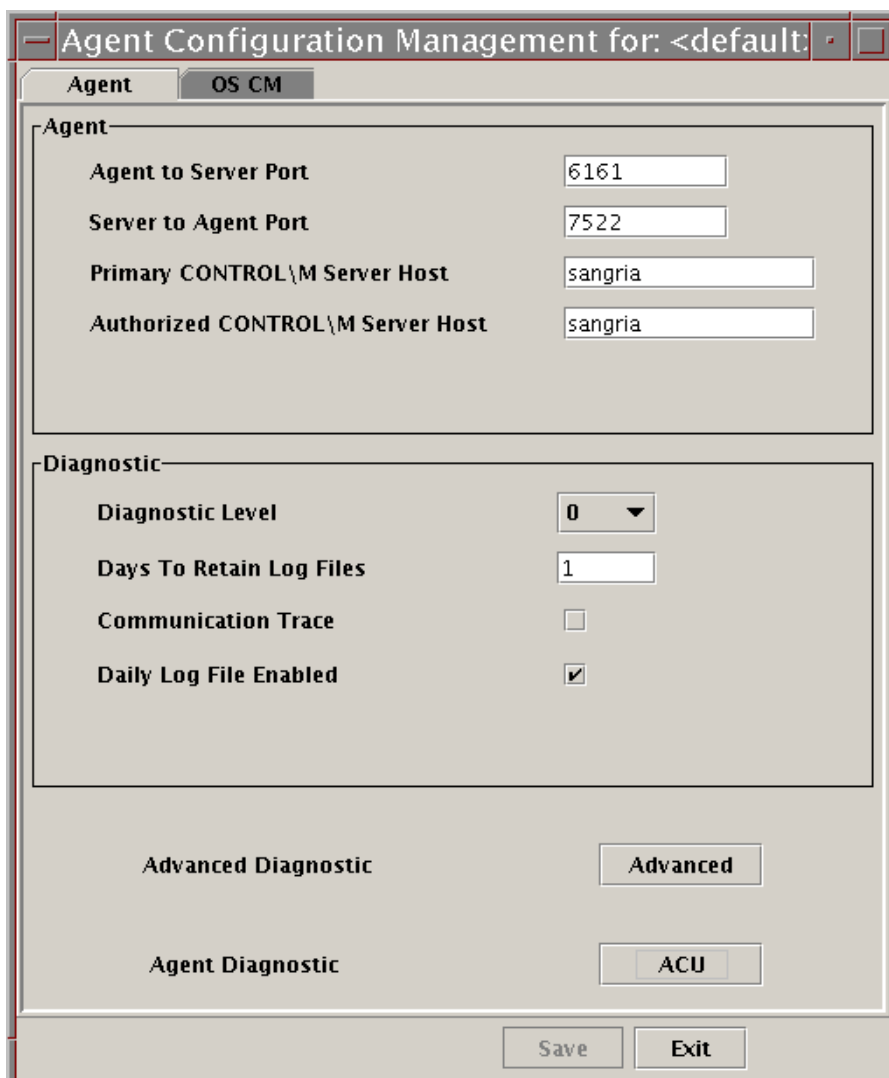 Agent Configuration Management for: <default>
Agent OS CM
Agent
Agent to Server Port 6161
Server to Agent Port 7522
Primary CONTROL\M Server Host sangria
Authorized CONTROL\M Server Host sangria
Diagnostic
Diagnostic Level 0
Days To Retain Log Files 1
Communication Trace
Daily Log File Enabled
Advanced Diagnostic Advanced
Agent Diagnostic ACU
Save Exit